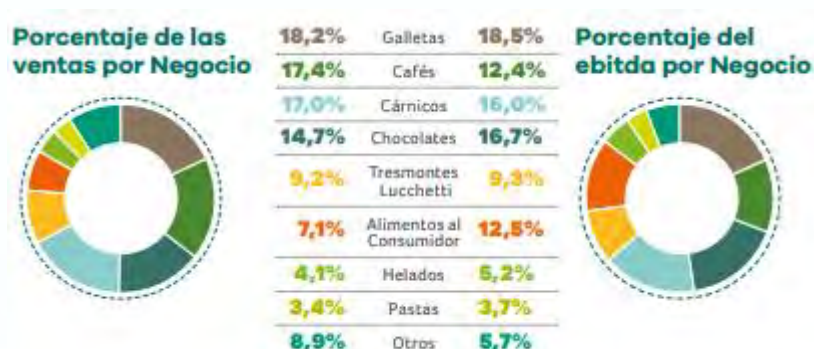 Porcentaje de las
ventas por Negocio
18,2% Galletas 18,5%
17,4% Cafés 12,4%
17,0% Cárnicos 16,0%
14,7% Chocolates 16,7%
9,2% Tresmontes Lucchetti 9,3%
7,1% Alimentos al Consumidor 12,5%
4,1% Helados 5,2%
3,4% Pastas 3,7%
8,9% Otros 5,7%
Porcentaje del
ebitda por Negocio